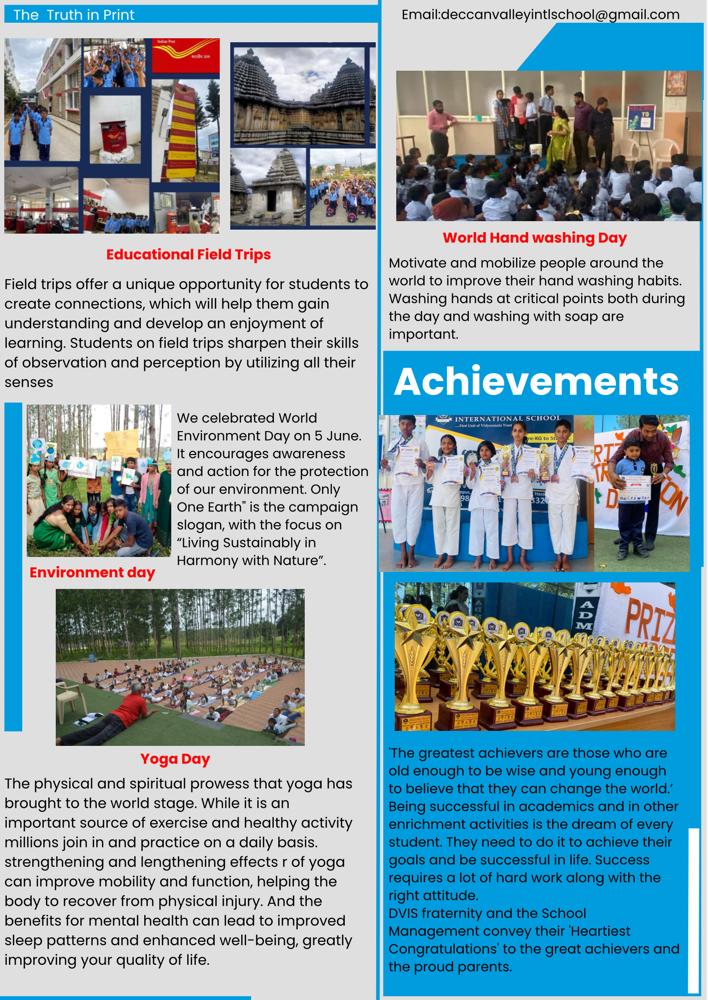 The  Truth in Print
Email:deccanvalleyintlschool@gmail.com
Educational Field Trips
Field trips offer a unique opportunity for students to
create connections, which will help them gain
understanding and develop an enjoyment of
learning. Students on field trips sharpen their skills
of observation and perception by utilizing all their
senses
We celebrated World
Environment Day on 5 June.
It encourages awareness
and action for the protection
of our environment. Only
One Earth" is the campaign
slogan, with the focus on
“Living Sustainably in
Harmony with Nature”.
Environment day
Yoga Day
The physical and spiritual prowess that yoga has
brought to the world stage. While it is an
important source of exercise and healthy activity
millions join in and practice on a daily basis.
strengthening and lengthening effects r of yoga
can improve mobility and function, helping the
body to recover from physical injury. And the
benefits for mental health can lead to improved
sleep patterns and enhanced well-being, greatly
improving your quality of life.
World Hand washing Day
Motivate and mobilize people around the
world to improve their hand washing habits.
Washing hands at critical points both during
the day and washing with soap are
important.
Achievements
INTERNATIONAL SCHOOL
ADM
PRIZ
'The greatest achievers are those who are
old enough to be wise and young enough
to believe that they can change the world.’
Being successful in academics and in other
enrichment activities is the dream of every
student. They need to do it to achieve their
goals and be successful in life. Success
requires a lot of hard work along with the
right attitude.
DVIS fraternity and the School
Management convey their 'Heartiest
Congratulations' to the great achievers and
the proud parents.